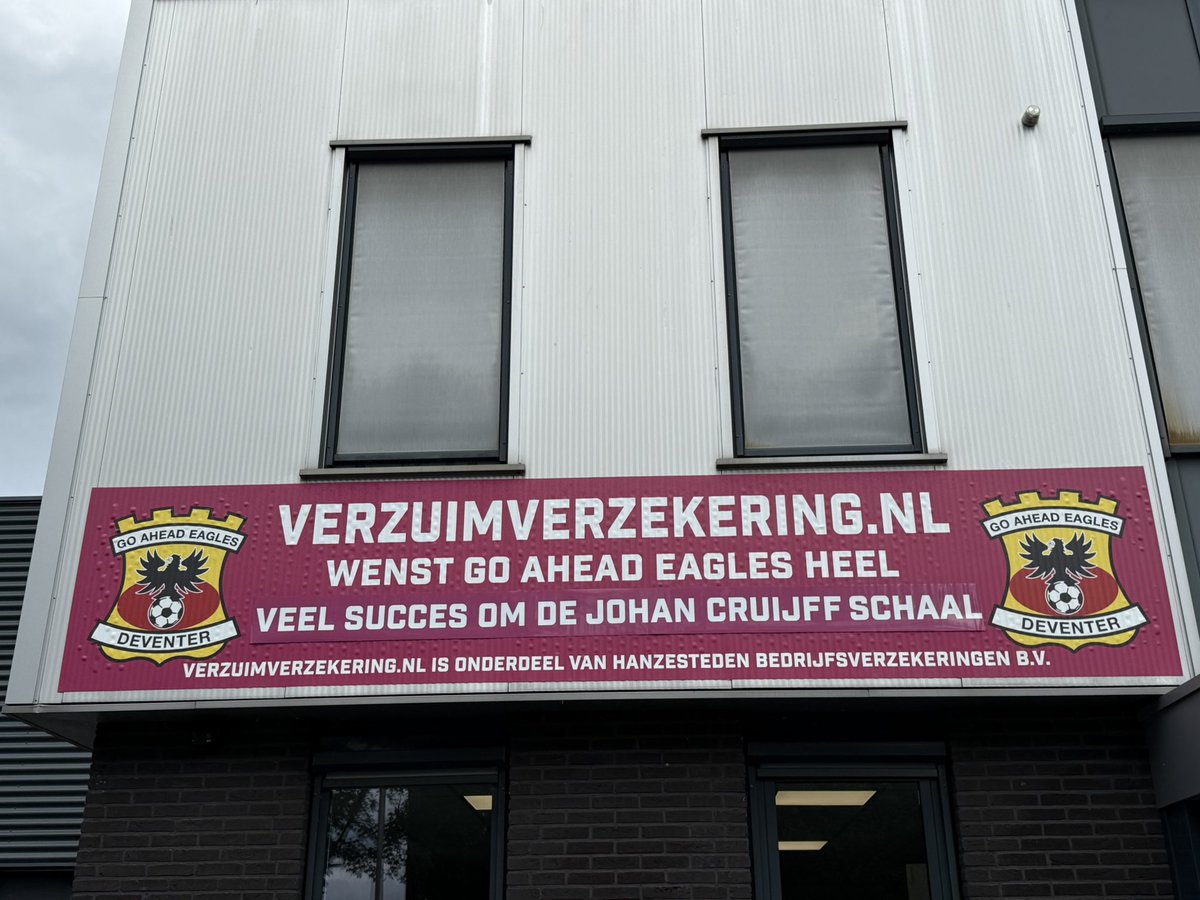 VERZUIMVERZEKERING.NL
WENST GO AHEAD EAGLES HEEL
VEEL SUCCES OM DE JOHAN CRUIJFF SCHAAL
VERZUIMVERZEKERING.NL IS ONDERDEEL VAN HANZESTEDEN BEDRIJFSVERZEKERINGEN B.V.
GO AHEAD EAGLES
DEVENTER
GO AHEAD EAGLES
DEVENTER